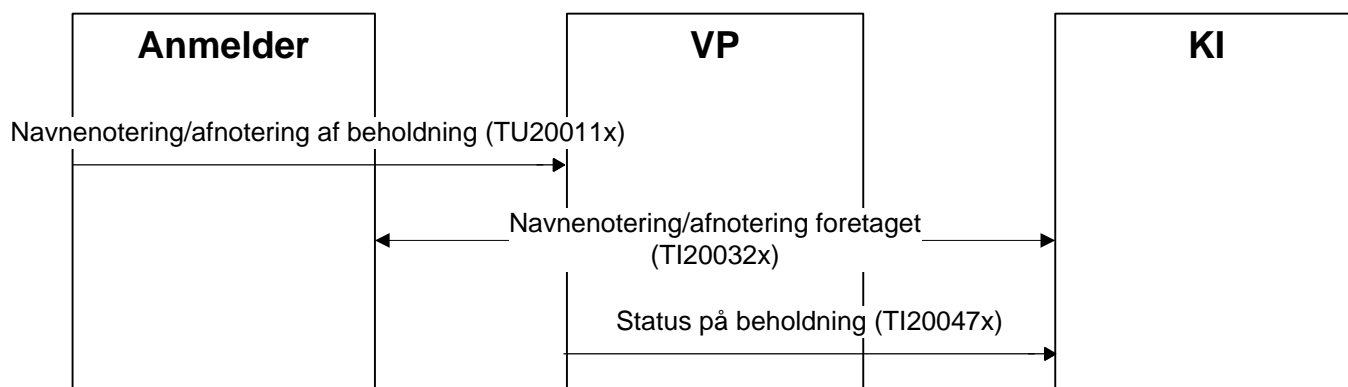 Anmelder
VP
KI
Navnenotering/afnotering af beholdning (TU20011x)
Navnenotering/afnotering foretaget
(TI20032x)
Status på beholdning (TI20047x)